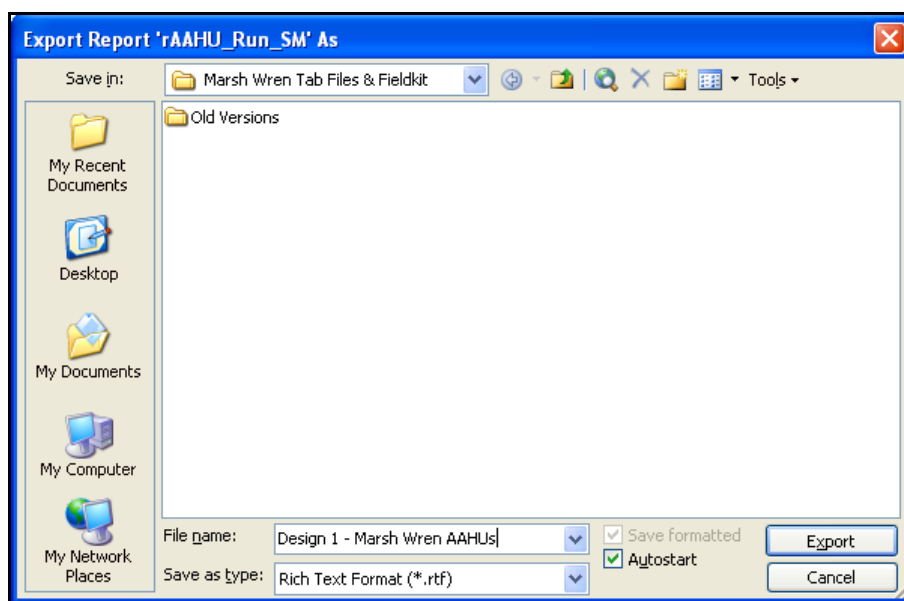 Export Report 'rAAHU_Run_SM' As
Save in:
Marsh Wren Tab Files & Fieldkit
Tools
Old Versions
My Recent
Documents
Desktop
My Documents
My Computer
My Network
Places
File name:
Design 1 - Marsh Wren AAHUs
Save formatted
Export
Autostart
Save as type:
Rich Text Format (*.rtf)
Cancel